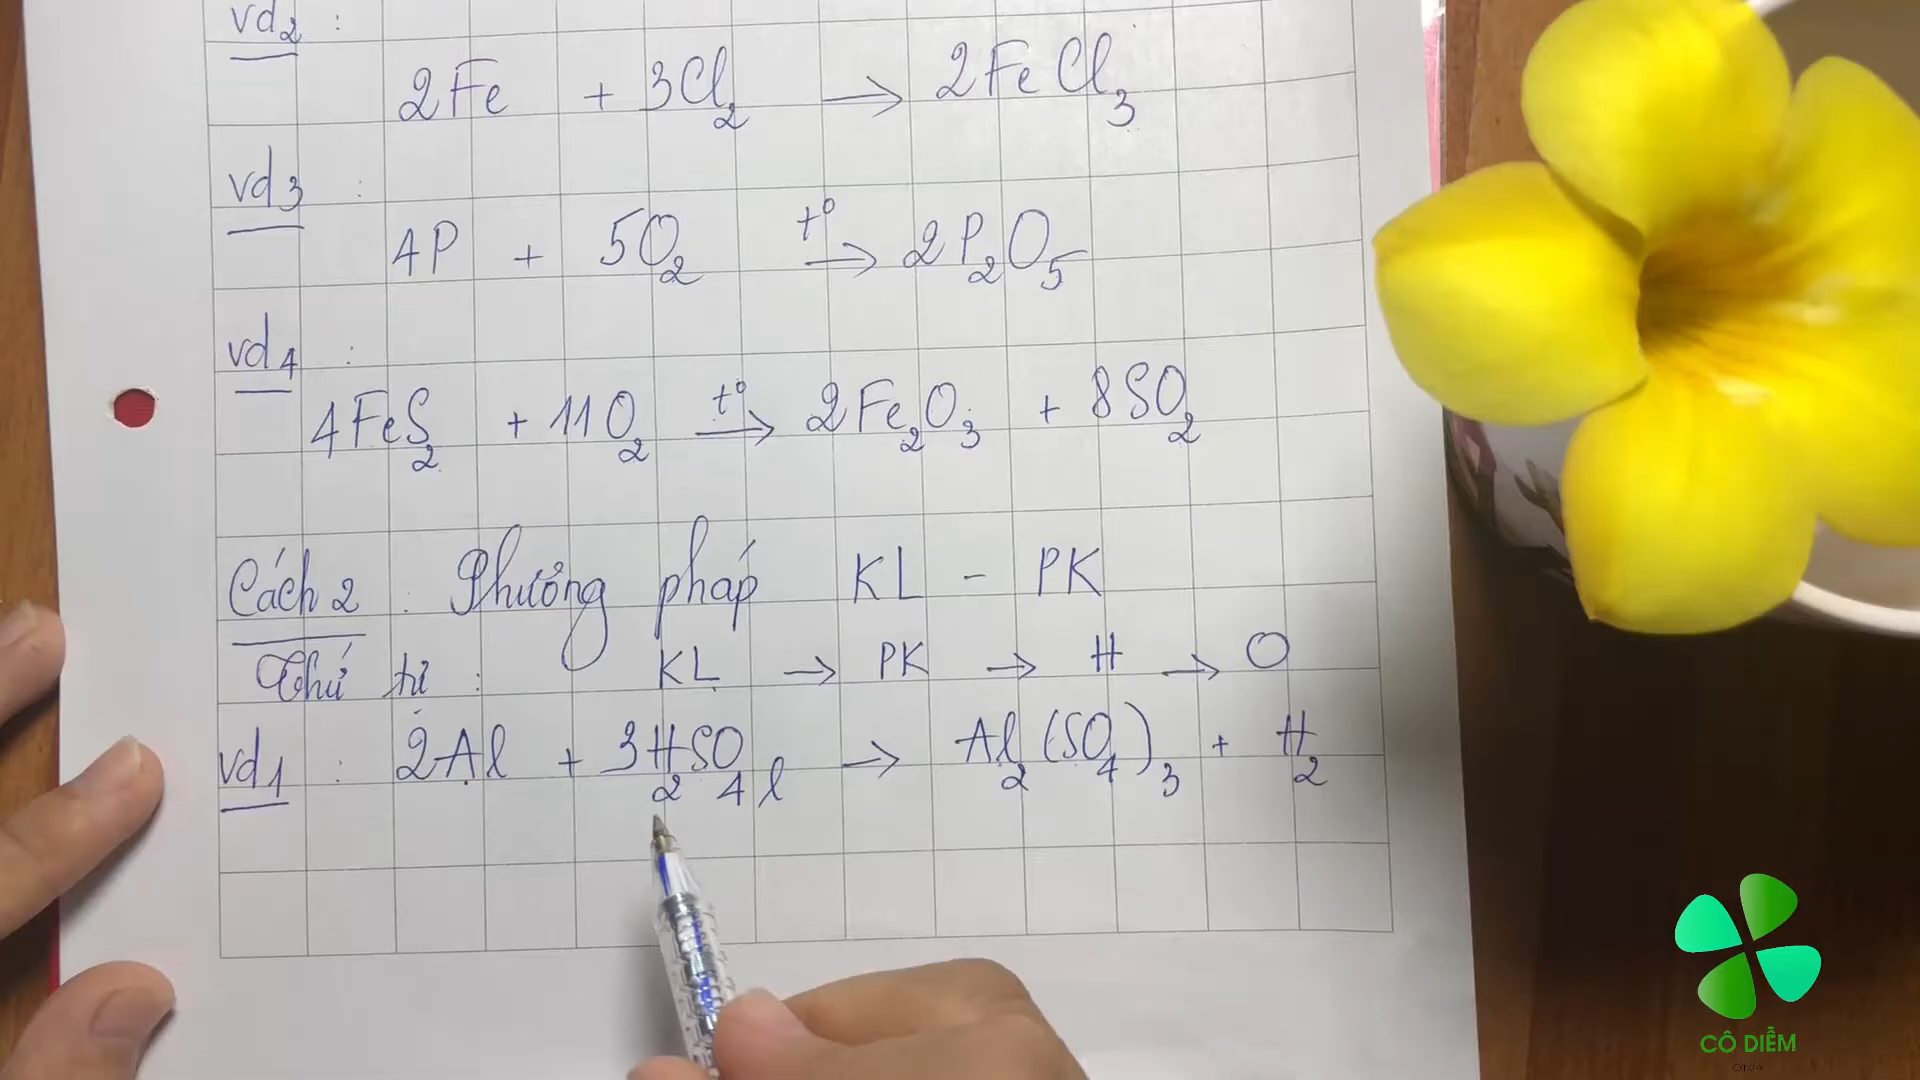 vd2 :
2Fe + 3Cl₂ → 2FeCl₃
vd3 :
4P + 5O₂ t° → 2P₂O₅
vd4 :
4FeS₂ + 11O₂ t° → 2Fe₂O₃ + 8SO₂
Cách 2 : Phương pháp KL - PK
Thứ tự : KL → PK → H → O
vd1 : 2Al + 3H₂SO₄ l → Al₂(SO₄)₃ + H₂
CÔ DIỄM